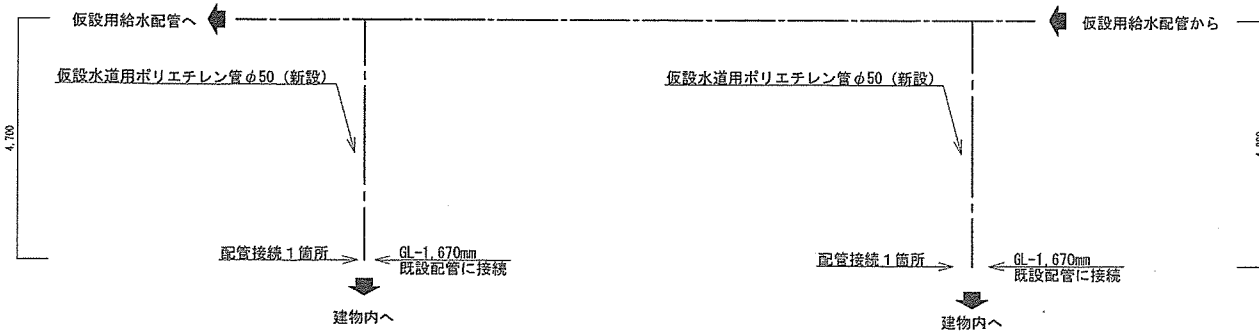 仮設用給水配管へ
仮設用給水配管から
仮設水道用ポリエチレン管φ50（新設）
仮設水道用ポリエチレン管φ50（新設）
4,700
配管接続１箇所
GL-1,670mm
既設配管に接続
配管接続１箇所
GL-1,670mm
既設配管に接続
建物内へ
建物内へ